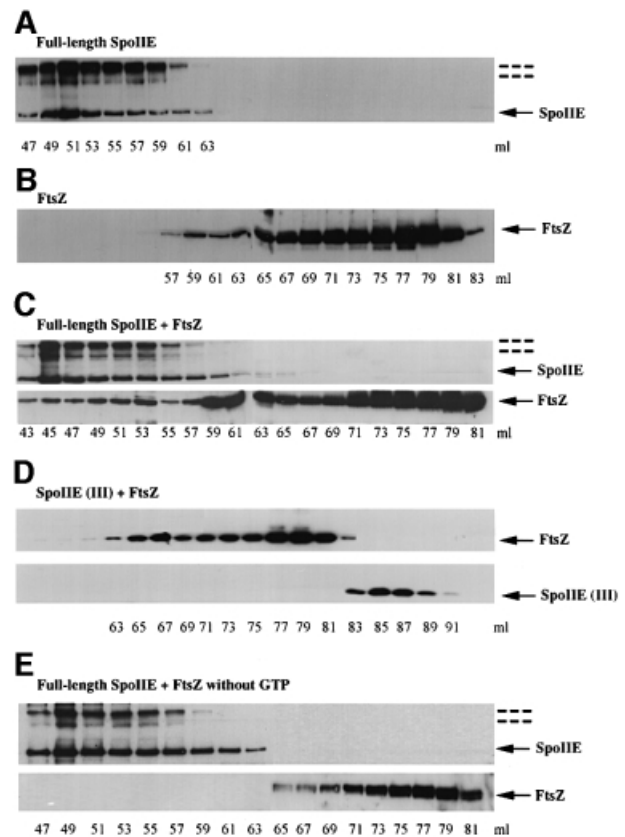 A
Full-length SpoIIE
SpoIIE
47 49 51 53 55 57 59 61 63 ml
B
FtsZ
FtsZ
57 59 61 63 65 67 69 71 73 75 77 79 81 83 ml
C
Full-length SpoIIE + FtsZ
SpoIIE
FtsZ
43 45 47 49 51 53 55 57 59 61 63 65 67 69 71 73 75 77 79 81 ml
D
SpoIIE (III) + FtsZ
FtsZ
SpoIIE (III)
63 65 67 69 71 73 75 77 79 81 83 85 87 89 91 ml
E
Full-length SpoIIE + FtsZ without GTP
SpoIIE
FtsZ
47 49 51 53 55 57 59 61 63 65 67 69 71 73 75 77 79 81 ml